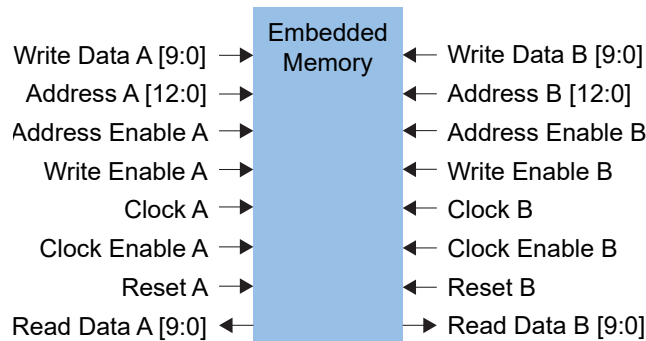 Embedded
Memory
Write Data A [9:0]
Address A [12:0]
Address Enable A
Write Enable A
Clock A
Clock Enable A
Reset A
Read Data A [9:0]
Write Data B [9:0]
Address B [12:0]
Address Enable B
Write Enable B
Clock B
Clock Enable B
Reset B
Read Data B [9:0]